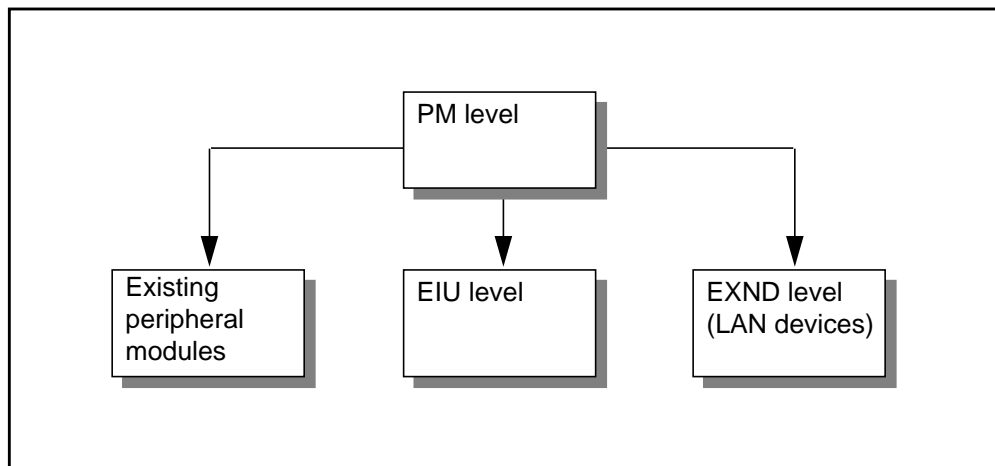 PM level
Existing
peripheral
modules
EIU level
EXND level
(LAN devices)